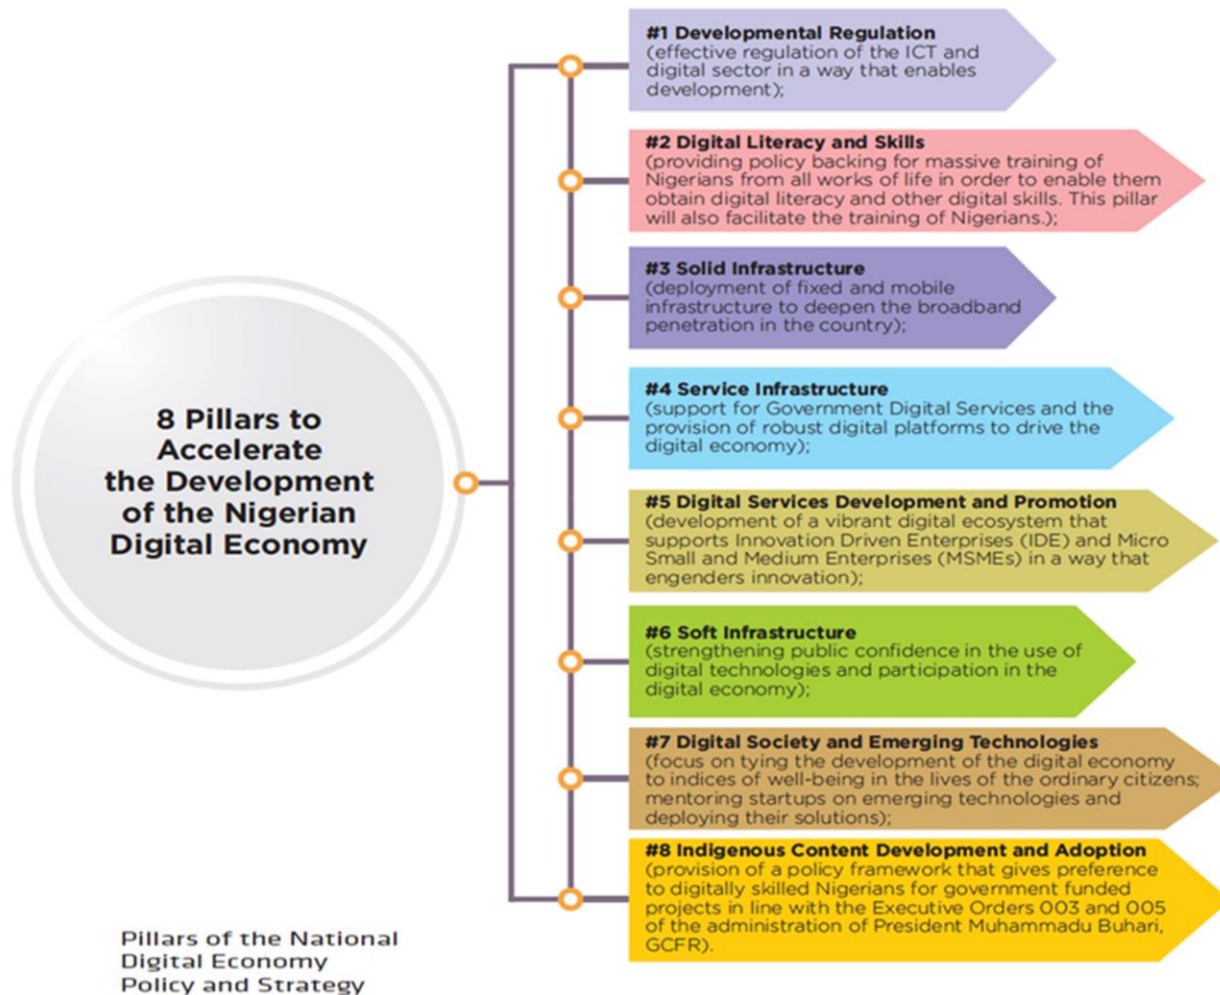 8 Pillars to
Accelerate
the Development
of the Nigerian
Digital Economy
#1 Developmental Regulation
(effective regulation of the ICT and
digital sector in a way that enables
development);
#2 Digital Literacy and Skills
(providing policy backing for massive training of
Nigerians from all works of life in order to enable them
obtain digital literacy and other digital skills. This pillar
will also facilitate the training of Nigerians.);
#3 Solid Infrastructure
(deployment of fixed and mobile
infrastructure to deepen the broadband
penetration in the country);
#4 Service Infrastructure
(support for Government Digital Services and the
provision of robust digital platforms to drive the
digital economy);
#5 Digital Services Development and Promotion
(development of a vibrant digital ecosystem that
supports Innovation Driven Enterprises (IDE) and Micro
Small and Medium Enterprises (MSMEs) in a way that
engenders innovation);
#6 Soft Infrastructure
(strengthening public confidence in the use of
digital technologies and participation in the
digital economy);
#7 Digital Society and Emerging Technologies
(focus on tying the development of the digital economy
to indices of well-being in the lives of the ordinary citizens;
mentoring startups on emerging technologies and
deploying their solutions);
#8 Indigenous Content Development and Adoption
(provision of a policy framework that gives preference
to digitally skilled Nigerians for government funded
projects in line with the Executive Orders 003 and 005
of the administration of President Muhammadu Buhari,
GCFR).
Pillars of the National
Digital Economy
Policy and Strategy